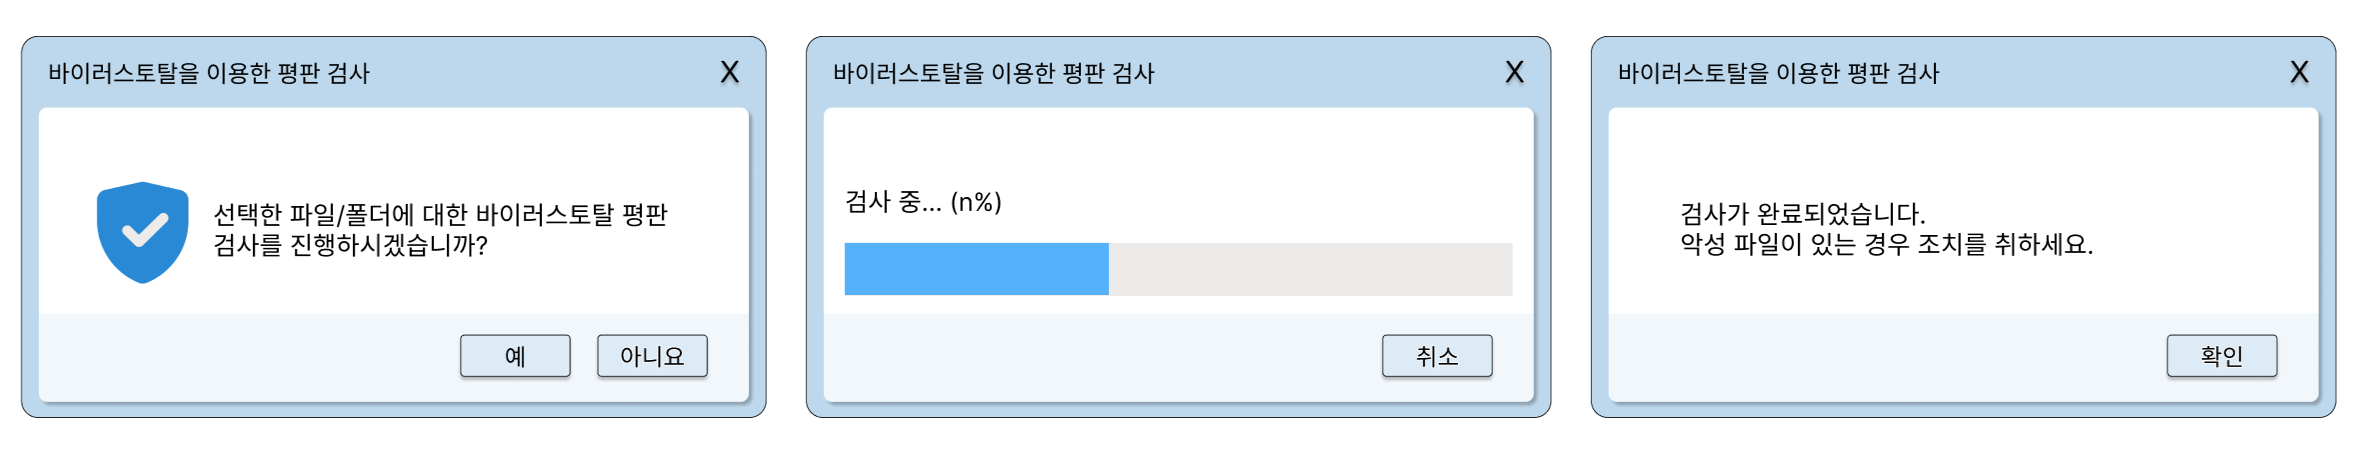 바이러스토탈을 이용한 평판 검사
X
선택한 파일/폴더에 대한 바이러스토탈 평판
검사를 진행하시겠습니까?
예
아니요
바이러스토탈을 이용한 평판 검사
X
검사 중... (n%)
취소
바이러스토탈을 이용한 평판 검사
X
검사가 완료되었습니다.
악성 파일이 있는 경우 조치를 취하세요.
확인